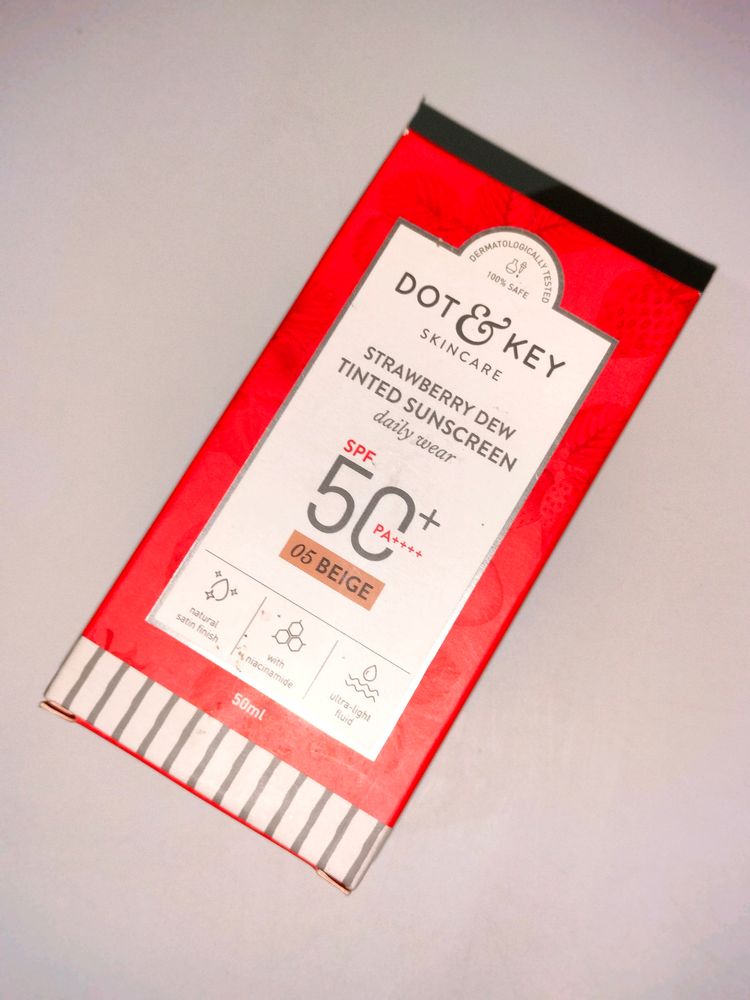 DERMATOLOGICALLY TESTED
100% SAFE
DOT & KEY
SKINCARE
STRAWBERRY DEW
TINTED SUNSCREEN
daily wear
SPF
50+
PA++++
05 BEIGE
natural
satin finish
with
niacinamide
ultra-light
fluid
50ml